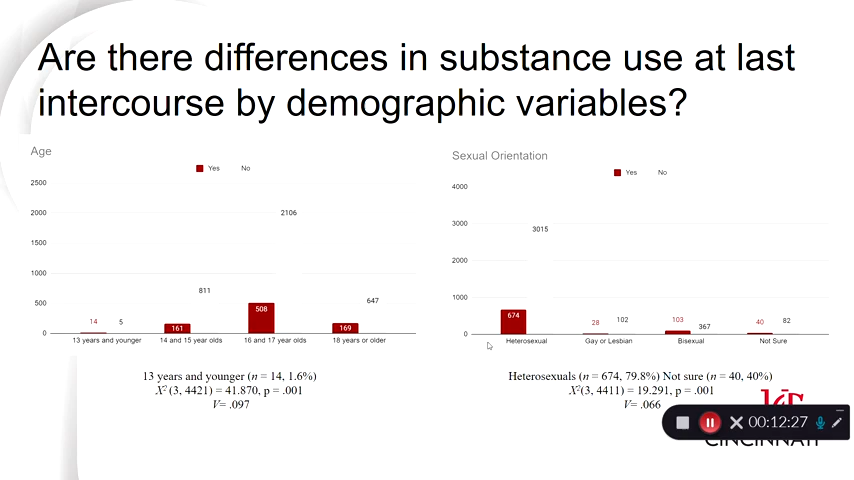 Are there differences in substance use at last
intercourse by demographic variables?
Age
Yes No
2500
2000
1500
1000
500
0
14 5
161 811
508 2106
169 647
13 years and younger 14 and 15 year olds 16 and 17 year olds 18 years or older
13 years and younger (n = 14, 1.6%)
X² (3, 4421) = 41.870, p = .001
V= .097
Sexual Orientation
Yes No
4000
3000
2000
1000
0
674 3015
28 102
103 367
40 82
Heterosexual Gay or Lesbian Bisexual Not Sure
Heterosexuals (n = 674, 79.8%) Not sure (n = 40, 40%)
X²(3, 4411) = 19.291, p = .001
V= .066
00:12:27
CINCINNATI